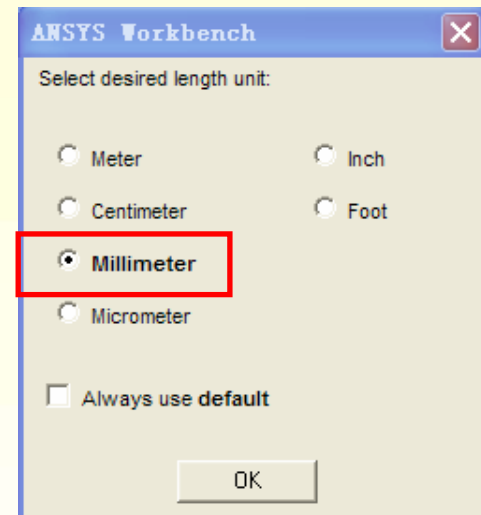 ANSYS Workbench
Select desired length unit:
Meter
Inch
Centimeter
Foot
Millimeter
Micrometer
Always use default
OK